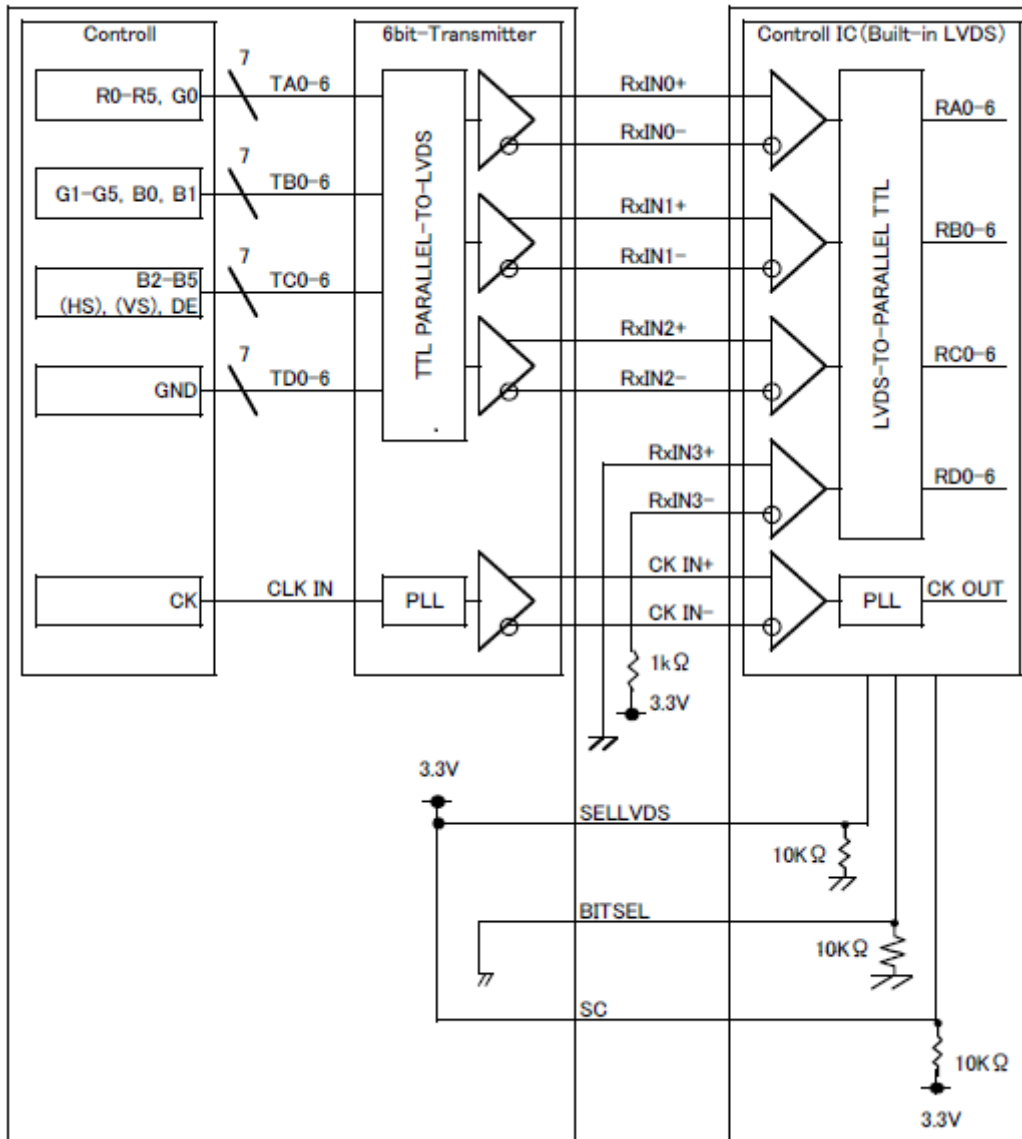 Controll
6bit-Transmitter
Controll IC(Built-in LVDS)
R0-R5, G0
7
TA0-6
RxIN0+
RxIN0-
RA0-6
G1-G5, B0, B1
7
TB0-6
RxIN1+
RxIN1-
RB0-6
B2-B5
(HS), (VS), DE
7
TC0-6
RxIN2+
RxIN2-
RC0-6
GND
7
TD0-6
TTL PARALLEL-TO-LVDS
LVDS-TO-PARALLEL TTL
RxIN3+
RxIN3-
RD0-6
CK
CLK IN
PLL
CK IN+
CK IN-
PLL
CK OUT
1kΩ
3.3V
3.3V
SELLVDS
10KΩ
BITSEL
10KΩ
SC
10KΩ
3.3V